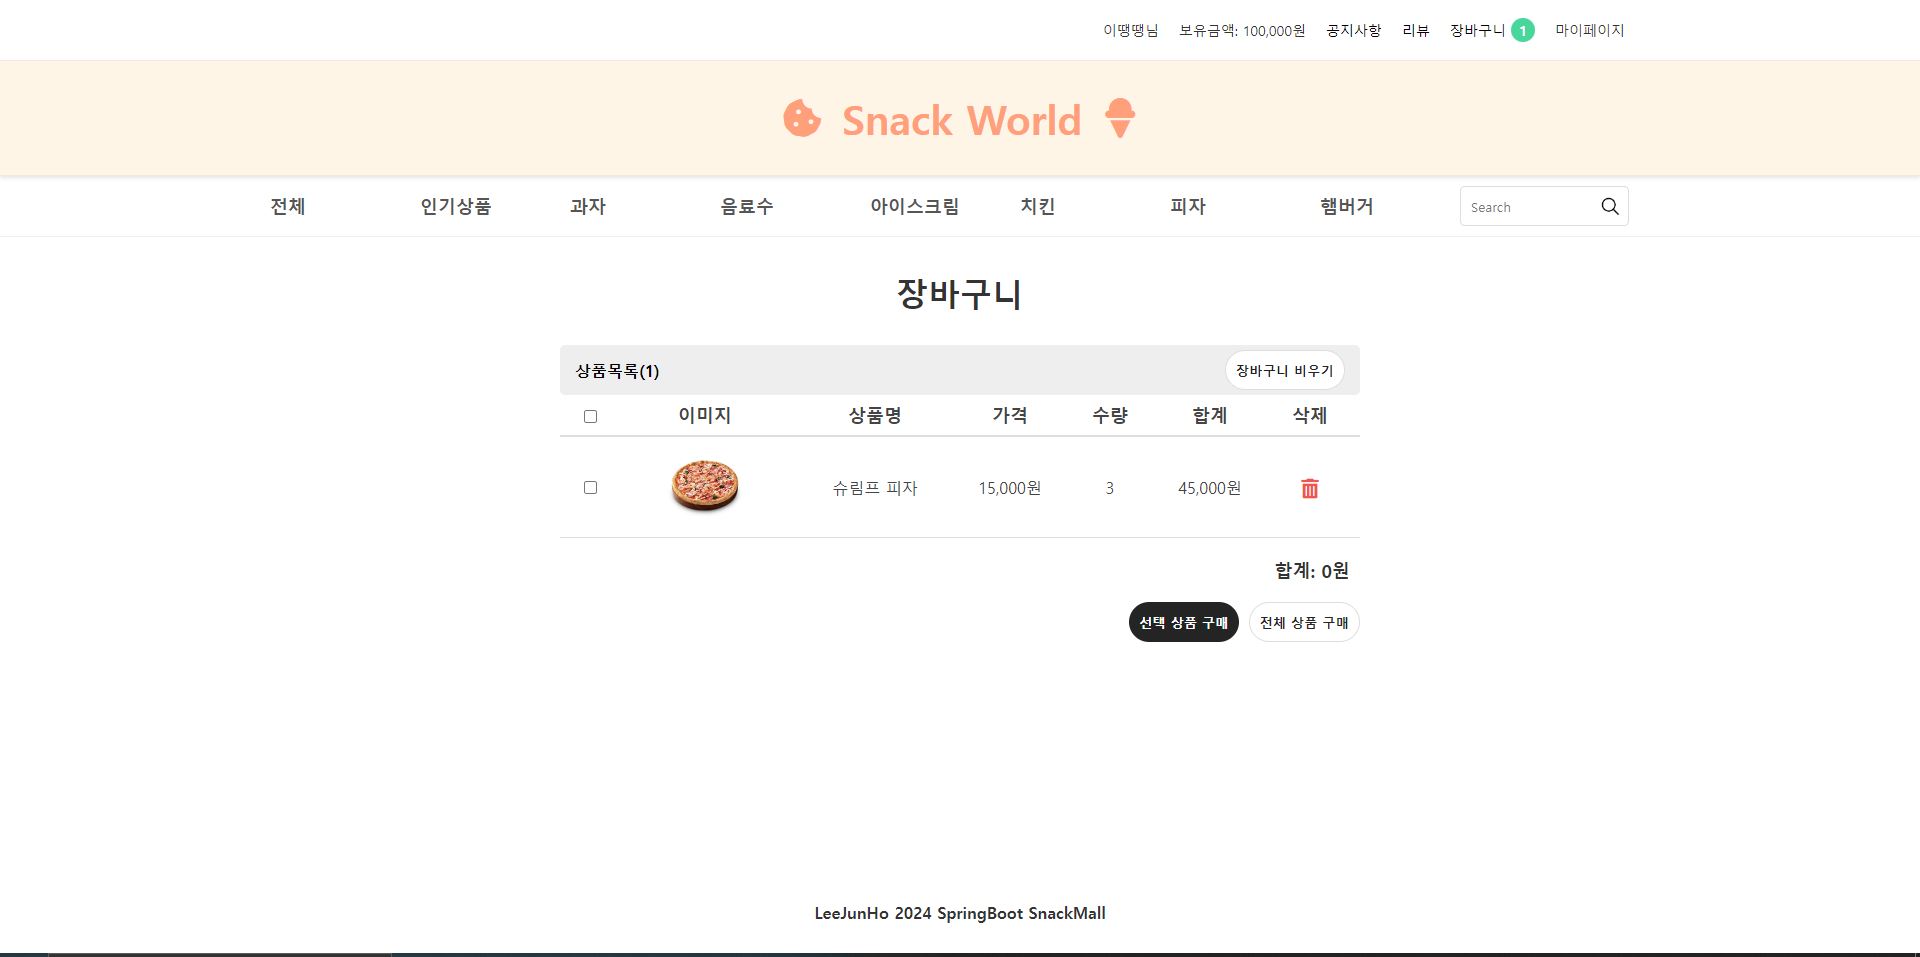 이땡땡님 보유금액: 100,000원 공지사항 리뷰 장바구니 1 마이페이지
Snack World
전체 인기상품 과자 음료수 아이스크림 치킨 피자 햄버거 Search
장바구니
상품목록(1) 장바구니 비우기
이미지 상품명 가격 수량 합계 삭제
슈림프 피자 15,000원 3 45,000원
합계: 0원
선택 상품 구매 전체 상품 구매
LeeJunHo 2024 SpringBoot SnackMall